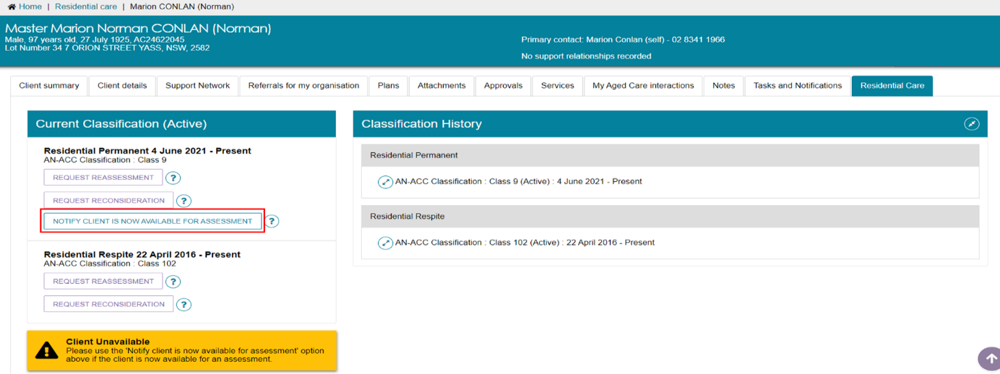 Home | Residential care | Marion CONLAN (Norman)
Master Marion Norman CONLAN (Norman)
Male, 97 years old, 27 July 1925, AC24622045
Lot Number 34 7 ORION STREET YASS, NSW, 2582
Primary contact: Marion Conlan (self) - 02 8341 1966
No support relationships recorded
Client summary Client details Support Network Referrals for my organisation Plans Attachments Approvals Services My Aged Care interactions Notes Tasks and Notifications Residential Care
Current Classification (Active)
Residential Permanent 4 June 2021 - Present
AN-ACC Classification : Class 9
REQUEST REASSESSMENT ?
REQUEST RECONSIDERATION ?
NOTIFY CLIENT IS NOW AVAILABLE FOR ASSESSMENT ?
Residential Respite 22 April 2016 - Present
AN-ACC Classification : Class 102
REQUEST REASSESSMENT ?
REQUEST RECONSIDERATION ?
Client Unavailable
Please use the 'Notify client is now available for assessment' option
above if the client is now available for an assessment.
Classification History
Residential Permanent
AN-ACC Classification : Class 9 (Active) : 4 June 2021 - Present
Residential Respite
AN-ACC Classification : Class 102 (Active) : 22 April 2016 - Present